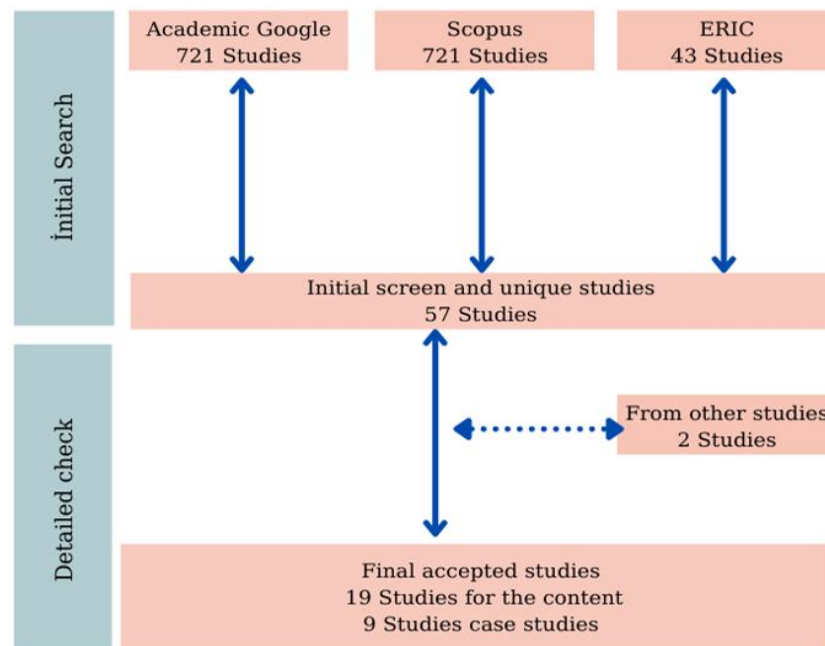 Academic Google
721 Studies
Scopus
721 Studies
ERIC
43 Studies
İnitial Search
Initial screen and unique studies
57 Studies
From other studies
2 Studies
Detailed check
Final accepted studies
19 Studies for the content
9 Studies case studies